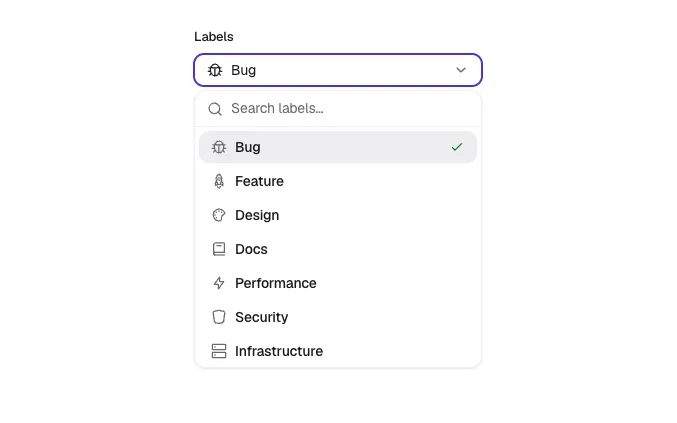 Labels
Bug
Search labels...
Bug
Feature
Design
Docs
Performance
Security
Infrastructure